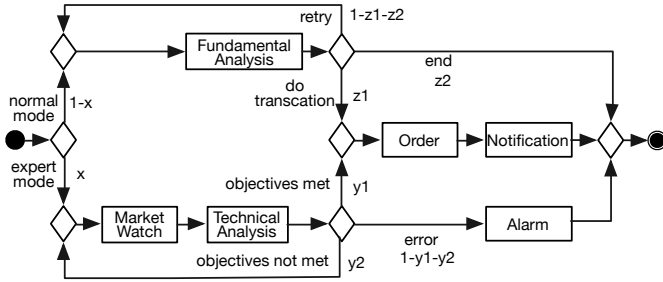 retry 1-z1-z2
Fundamental
Analysis
end
z2
do
transcation
z1
normal
mode
1-x
Order
Notification
expert
mode
x
objectives met
y1
Market
Watch
Technical
Analysis
Alarm
error
1-y1-y2
objectives not met
y2